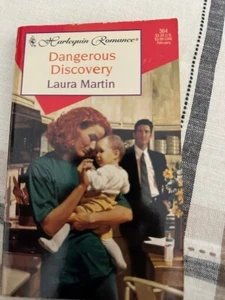 Harlequin Romance®
Dangerous
Discovery
Laura Martin